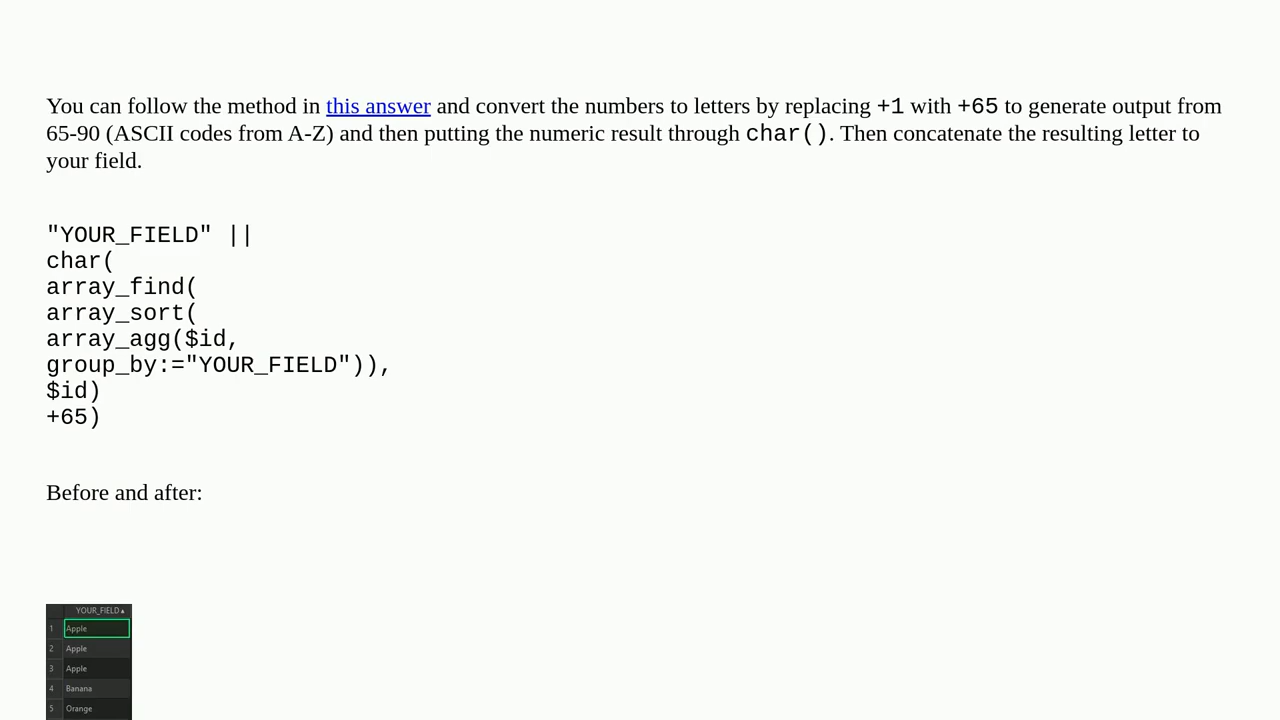 You can follow the method in this answer and convert the numbers to letters by replacing +1 with +65 to generate output from
65-90 (ASCII codes from A-Z) and then putting the numeric result through char(). Then concatenate the resulting letter to
your field.
"YOUR_FIELD" ||
char(
array_find(
array_sort(
array_agg($id,
group_by:="YOUR_FIELD")),
$id)
+65)
Before and after:
YOUR_FIELD ▴
1 Apple
2 Apple
3 Apple
4 Banana
5 Orange